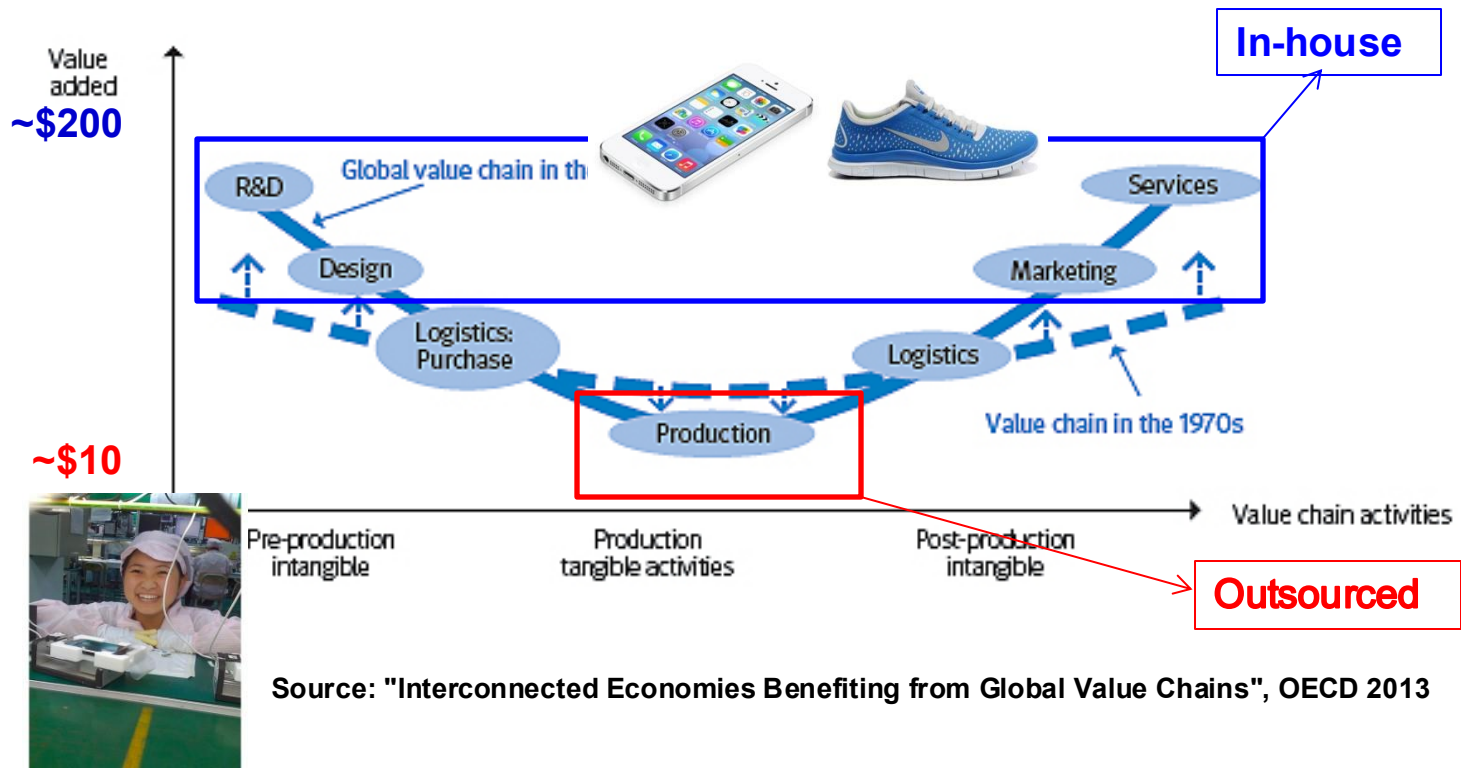 Value
added
~$200
In-house
Global value chain in th
R&D
Services
Design
Marketing
Logistics:
Purchase
Logistics
Production
Value chain in the 1970s
~$10
Value chain activities
Pre-production
intangible
Production
tangible activities
Post-production
intangible
Outsourced
Source: "Interconnected Economies Benefiting from Global Value Chains", OECD 2013